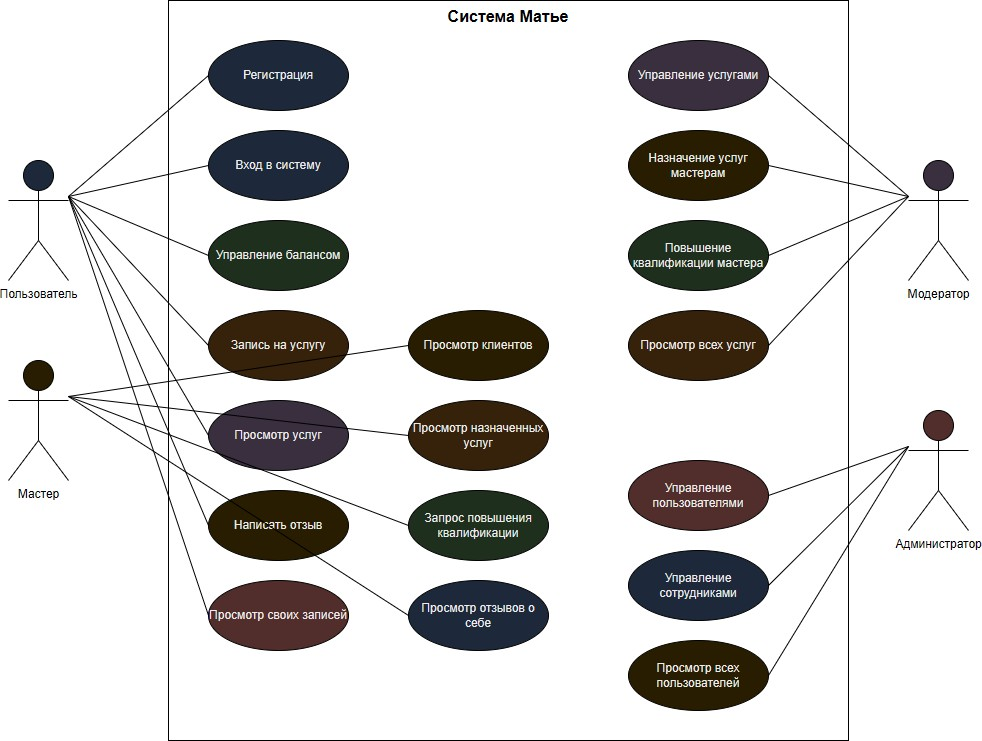 Система Матье
Регистрация
Вход в систему
Управление балансом
Запись на услугу
Просмотр услуг
Написать отзыв
Просмотр своих записей
Просмотр клиентов
Просмотр назначенных
услуг
Запрос повышения
квалификации
Просмотр отзывов о
себе
Управление услугами
Назначение услуг
мастерам
Повышение
квалификации мастера
Просмотр всех услуг
Управление
пользователями
Управление
сотрудниками
Просмотр всех
пользователей
Пользователь
Мастер
Модератор
Администратор